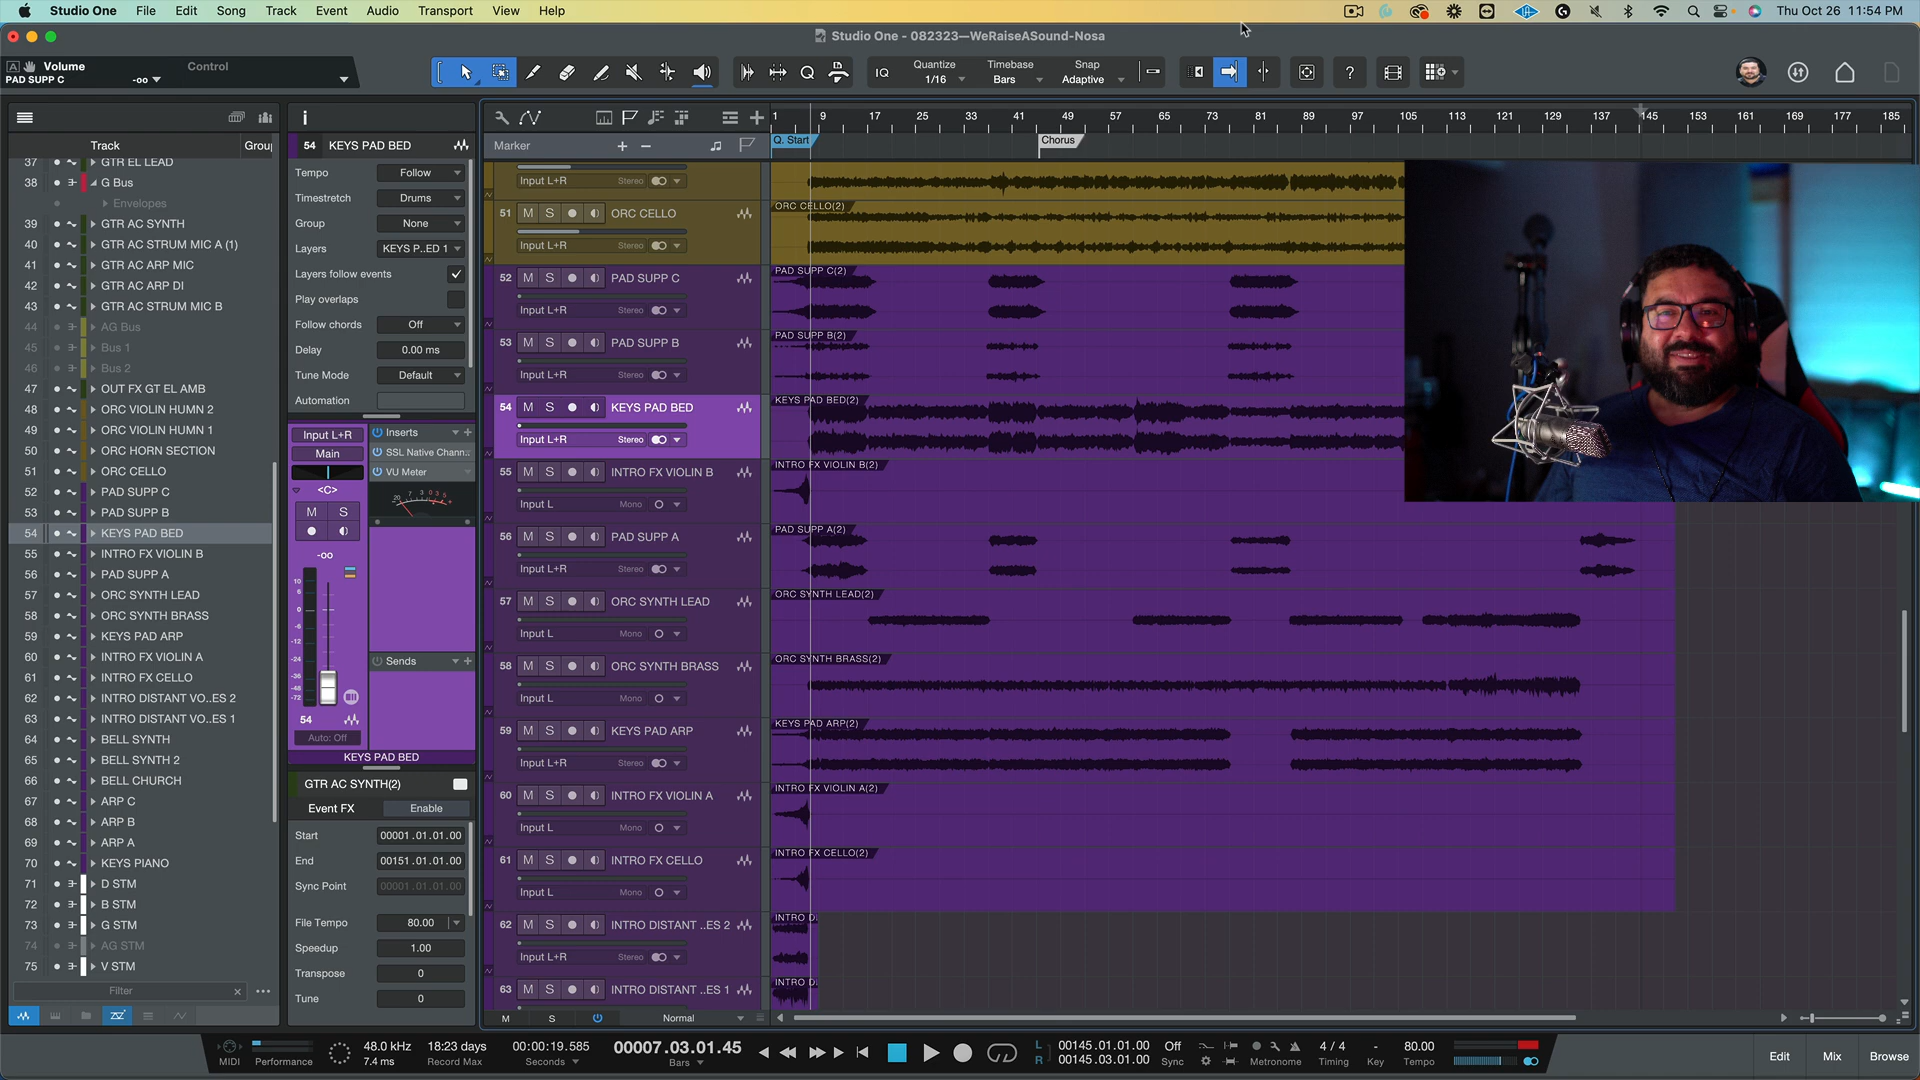 Studio One File Edit Song Track Event Audio Transport View Help
Thu Oct 26 11:54 PM
Studio One - 082323—WeRaiseASound-Nosa
Volume
PAD SUPP C
-oo
Control
IQ
Quantize
1/16
Timebase
Bars
Snap
Adaptive
?
Track
Grou
37 GTR EL LEAD
38 G Bus
Envelopes
39 GTR AC SYNTH
40 GTR AC STRUM MIC A (1)
41 GTR AC ARP MIC
42 GTR AC ARP DI
43 GTR AC STRUM MIC B
44 AG Bus
45 Bus 1
46 Bus 2
47 OUT FX GT EL AMB
48 ORC VIOLIN HUMN 2
49 ORC VIOLIN HUMN 1
50 ORC HORN SECTION
51 ORC CELLO
52 PAD SUPP C
53 PAD SUPP B
54 KEYS PAD BED
55 INTRO FX VIOLIN B
56 PAD SUPP A
57 ORC SYNTH LEAD
58 ORC SYNTH BRASS
59 KEYS PAD ARP
60 INTRO FX VIOLIN A
61 INTRO FX CELLO
62 INTRO DISTANT VO..ES 2
63 INTRO DISTANT VO..ES 1
64 BELL SYNTH
65 BELL SYNTH 2
66 BELL CHURCH
67 ARP C
68 ARP B
69 ARP A
70 KEYS PIANO
71 D STM
72 B STM
73 G STM
74 AG STM
75 V STM
Filter
54 KEYS PAD BED
Tempo Follow
Timestretch Drums
Group None
Layers KEYS P..ED 1
Layers follow events
Play overlaps
Follow chords Off
Delay 0.00 ms
Tune Mode Default
Automation
Input L+R
Main
<C>
M S
-oo
10
6
0
-6
-12
-24
-36
-48
-72
54
Auto: Off
Inserts
SSL Native Chann..
VU Meter
Sends
KEYS PAD BED
GTR AC SYNTH(2)
Event FX Enable
Start 00001.01.01.00
End 00151.01.01.00
Sync Point 00001.01.01.00
File Tempo 80.00
Speedup 1.00
Transpose 0
Tune 0
Marker
1 9 17 25 33 41 49 57 65 73 81 89 97 105 113 121 129 137 145 153 161 169 177 185
Q. Start
Chorus
Input L+R Stereo
51 M S ORC CELLO
Input L+R Stereo
52 M S PAD SUPP C
Input L+R Stereo
53 M S PAD SUPP B
Input L+R Stereo
54 M S KEYS PAD BED
Input L+R Stereo
55 M S INTRO FX VIOLIN B
Input L Mono
56 M S PAD SUPP A
Input L+R Stereo
57 M S ORC SYNTH LEAD
Input L Mono
58 M S ORC SYNTH BRASS
Input L Mono
59 M S KEYS PAD ARP
Input L+R Stereo
60 M S INTRO FX VIOLIN A
Input L Mono
61 M S INTRO FX CELLO
Input L Mono
62 M S INTRO DISTANT ..ES 2
Input L+R Stereo
63 M S INTRO DISTANT ..ES 1
M S Normal
ORC CELLO(2)
PAD SUPP C(2)
PAD SUPP B(2)
KEYS PAD BED(2)
INTRO FX VIOLIN B(2)
PAD SUPP A(2)
ORC SYNTH LEAD(2)
ORC SYNTH BRASS(2)
KEYS PAD ARP(2)
INTRO FX VIOLIN A(2)
INTRO FX CELLO(2)
INTRO D
INTRO D
MIDI
Performance
48.0 kHz
7.4 ms
18:23 days
Record Max
00:00:19.585
Seconds
00007.03.01.45
Bars
L 00145.01.01.00
R 00145.03.01.00
Off
Sync
Metronome
4 / 4
Timing
-
Key
80.00
Tempo
Edit Mix Browse